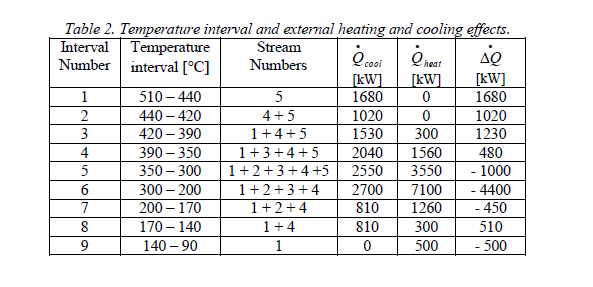 Table 2. Temperature interval and external heating and cooling effects.
Interval Number Temperature interval [°C] Stream Numbers Q̇cool [kW] Q̇heat [kW] ΔQ̇ [kW]
1 510 – 440 5 1680 0 1680
2 440 – 420 4 + 5 1020 0 1020
3 420 – 390 1 + 4 + 5 1530 300 1230
4 390 – 350 1 + 3 + 4 + 5 2040 1560 480
5 350 – 300 1 + 2 + 3 + 4 +5 2550 3550 - 1000
6 300 – 200 1 + 2 + 3 + 4 2700 7100 - 4400
7 200 – 170 1 + 2 + 4 810 1260 - 450
8 170 – 140 1 + 4 810 300 510
9 140 – 90 1 0 500 - 500